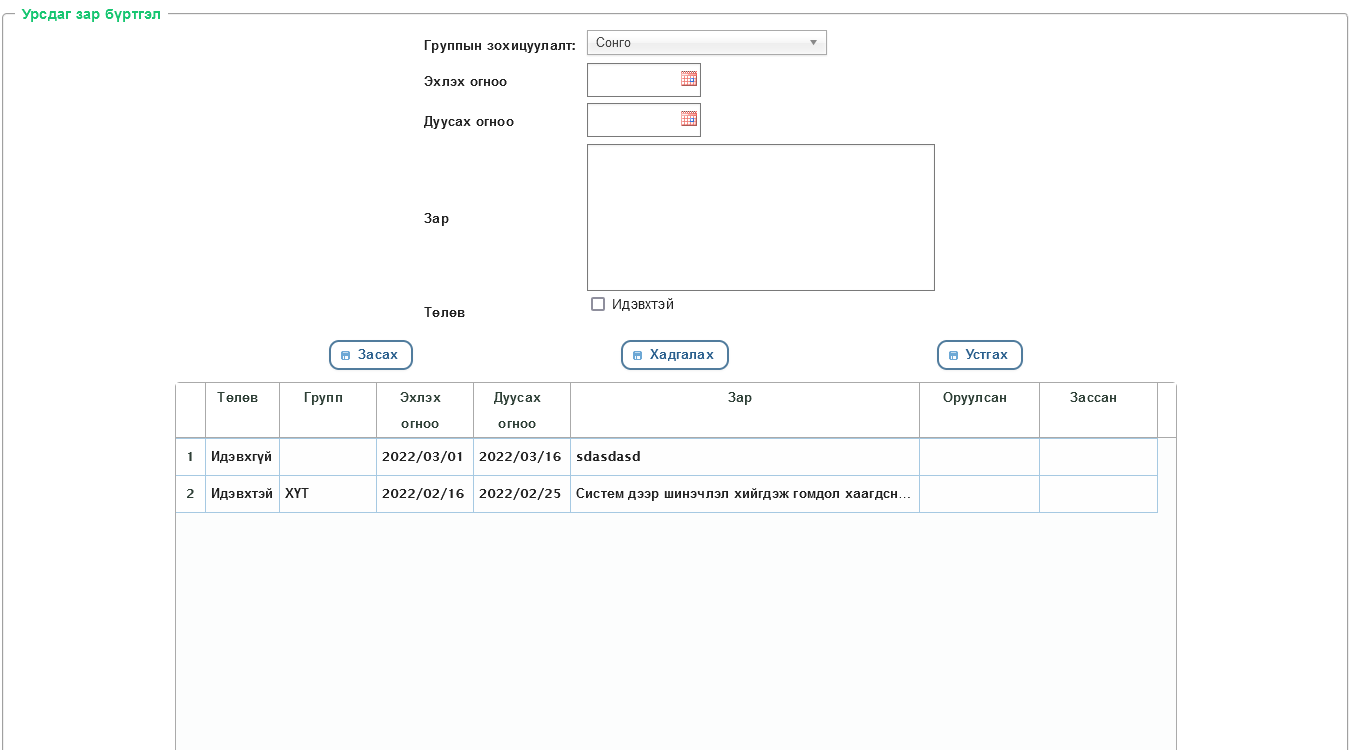 Урсдаг зар бүртгэл
Группын зохицуулалт: Сонго
Эхлэх огноо
Дуусах огноо
Зар
Төлөв Идэвхтэй
Засах Хадгалах Устгах
Төлөв Групп Эхлэх огноо Дуусах огноо Зар Оруулсан Зассан
1 Идэвхгүй 2022/03/01 2022/03/16 sdasdasd
2 Идэвхтэй ХҮТ 2022/02/16 2022/02/25 Систем дээр шинэчлэл хийгдэж гомдол хаагдсн...